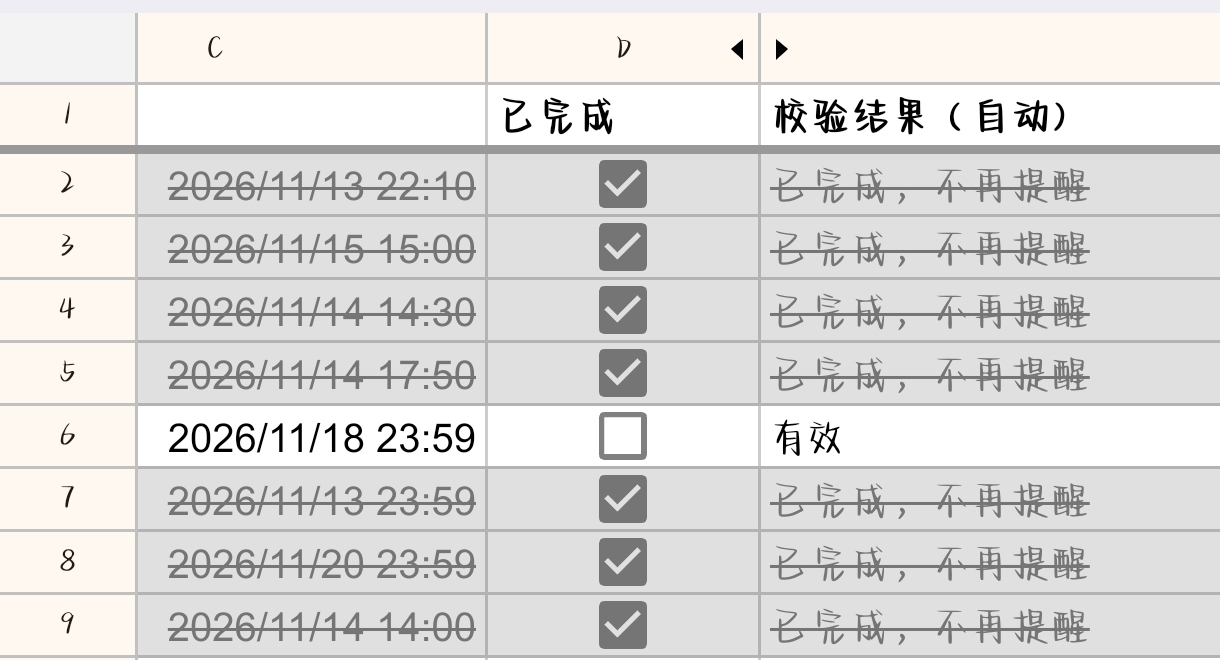 C D
1 已完成 校验结果（自动）
2 2026/11/13 22:10 已完成，不再提醒
3 2026/11/15 15:00 已完成，不再提醒
4 2026/11/14 14:30 已完成，不再提醒
5 2026/11/14 17:50 已完成，不再提醒
6 2026/11/18 23:59 有效
7 2026/11/13 23:59 已完成，不再提醒
8 2026/11/20 23:59 已完成，不再提醒
9 2026/11/14 14:00 已完成，不再提醒